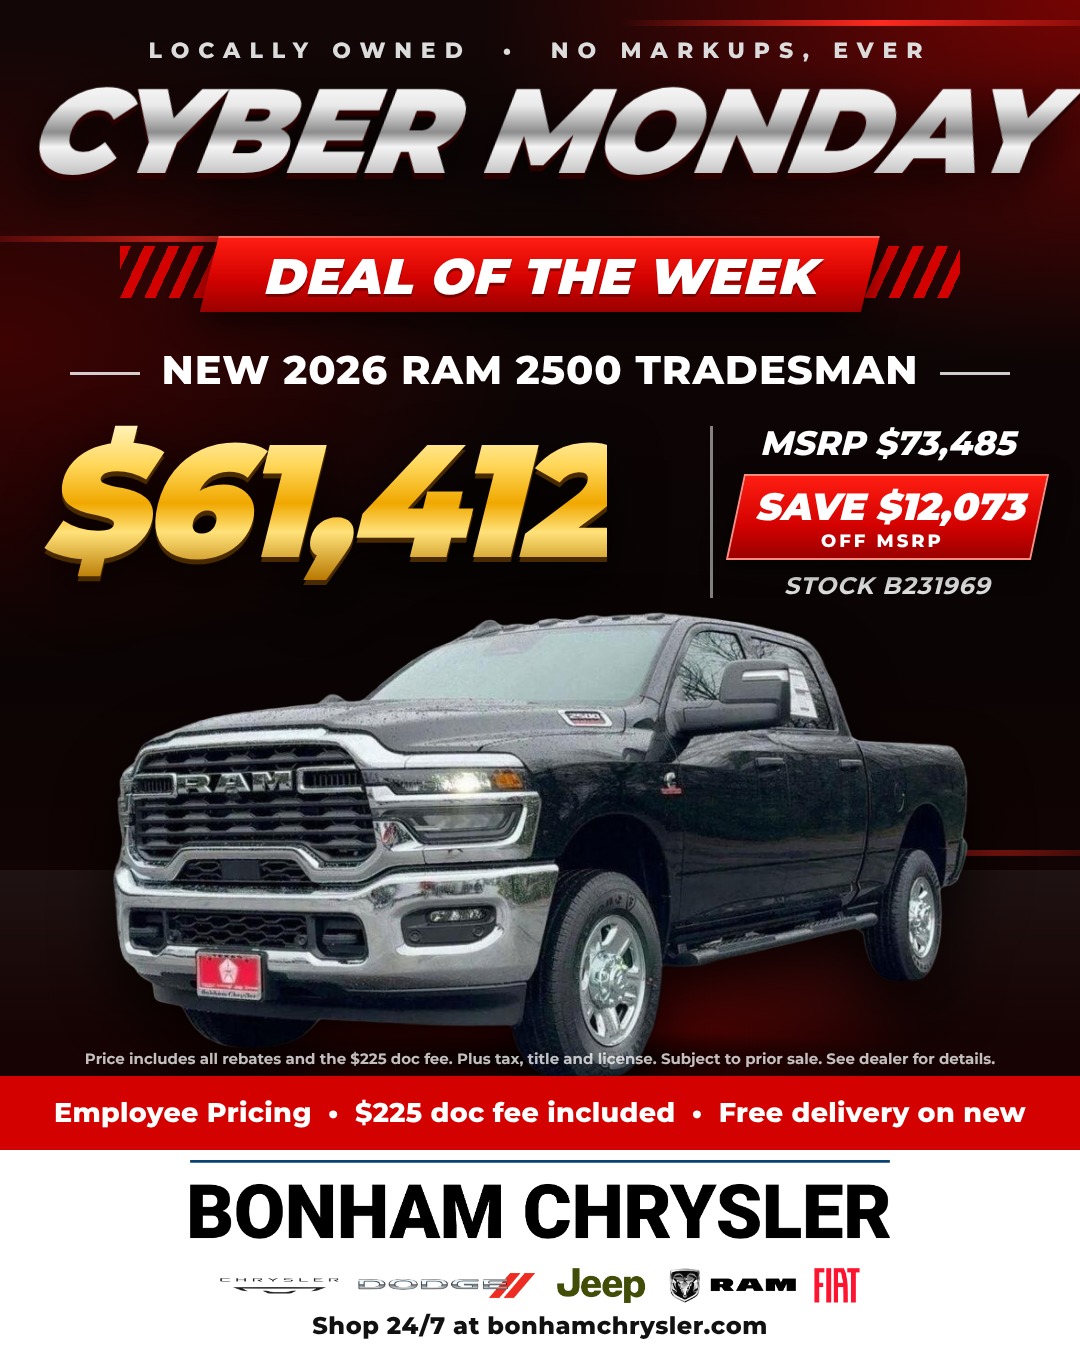 LOCALLY OWNED • NO MARKUPS, EVER
CYBER MONDAY
DEAL OF THE WEEK
NEW 2026 RAM 2500 TRADESMAN
$61,412
MSRP $73,485
SAVE $12,073
OFF MSRP
STOCK B231969
2500
RAM
Bonham Chrysler
Price includes all rebates and the $225 doc fee. Plus tax, title and license. Subject to prior sale. See dealer for details.
Employee Pricing • $225 doc fee included • Free delivery on new
BONHAM CHRYSLER
CHRYSLER DODGE Jeep RAM FIAT
Shop 24/7 at bonhamchrysler.com